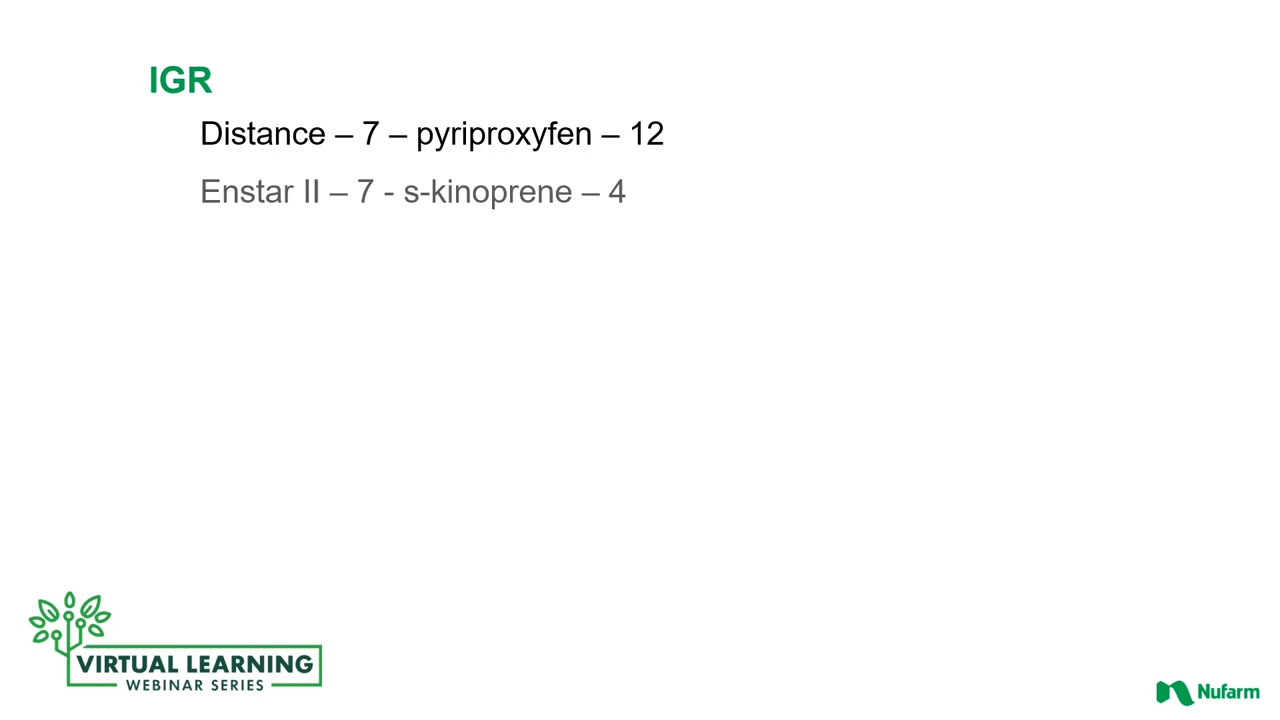 IGR
Distance – 7 – pyriproxyfen – 12
Enstar II – 7 - s-kinoprene – 4
VIRTUAL LEARNING
WEBINAR SERIES
Nufarm